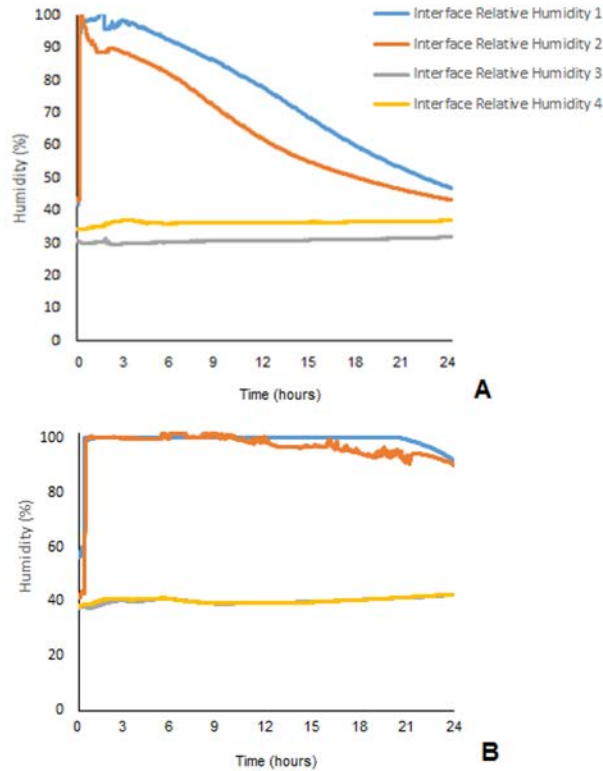 100
90
80
70
60
50
40
30
20
10
0
Humidity (%)
0 3 6 9 12 15 18 21 24
Time (hours)
Interface Relative Humidity 1
Interface Relative Humidity 2
Interface Relative Humidity 3
Interface Relative Humidity 4
A
100
80
60
40
20
0
Humidity (%)
0 3 6 9 12 15 18 21 24
Time (hours)
B